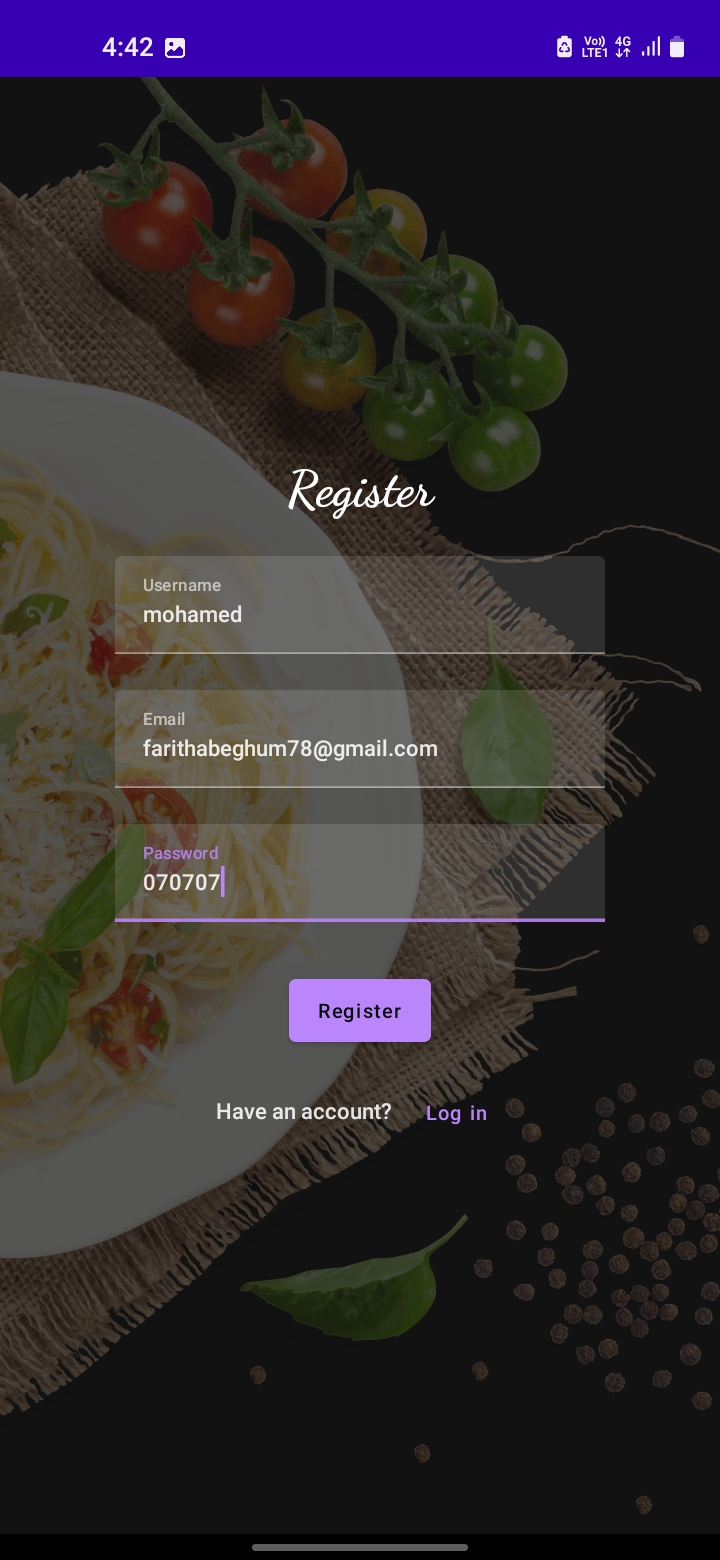 4:42 Vo)) LTE1 4G
Register
Username
mohamed
Email
farithabeghum78@gmail.com
Password
070707
Register
Have an account? Log in